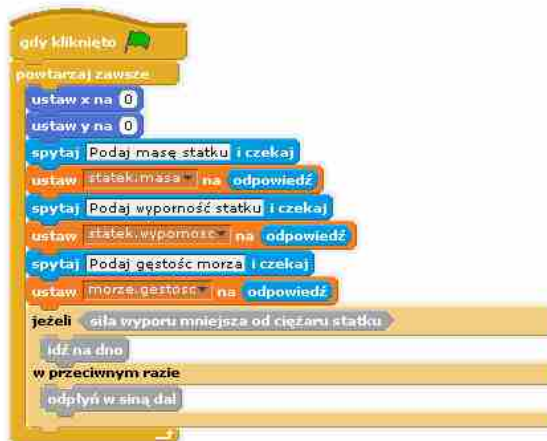 gdy kliknięto
powtarzaj zawsze
ustaw x na 0
ustaw y na 0
spytaj Podaj masę statku i czekaj
ustaw statek.masa na odpowiedź
spytaj Podaj wyporność statku i czekaj
ustaw statek.wypornosc na odpowiedź
spytaj Podaj gęstośc morza i czekaj
ustaw morze.gestosc na odpowiedź
jeżeli siła wyporu mniejsza od ciężaru statku
idź na dno
w przeciwnym razie
odpłyń w siną dal